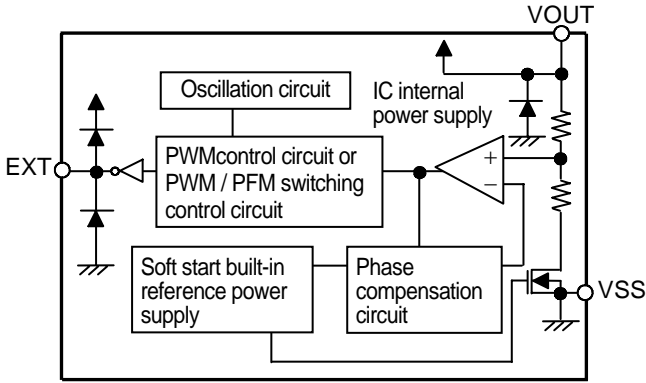 VOUT
Oscillation circuit
IC internal
power supply
EXT
PWMcontrol circuit or
PWM / PFM switching
control circuit
+
−
Soft start built-in
reference power
supply
Phase
compensation
circuit
VSS